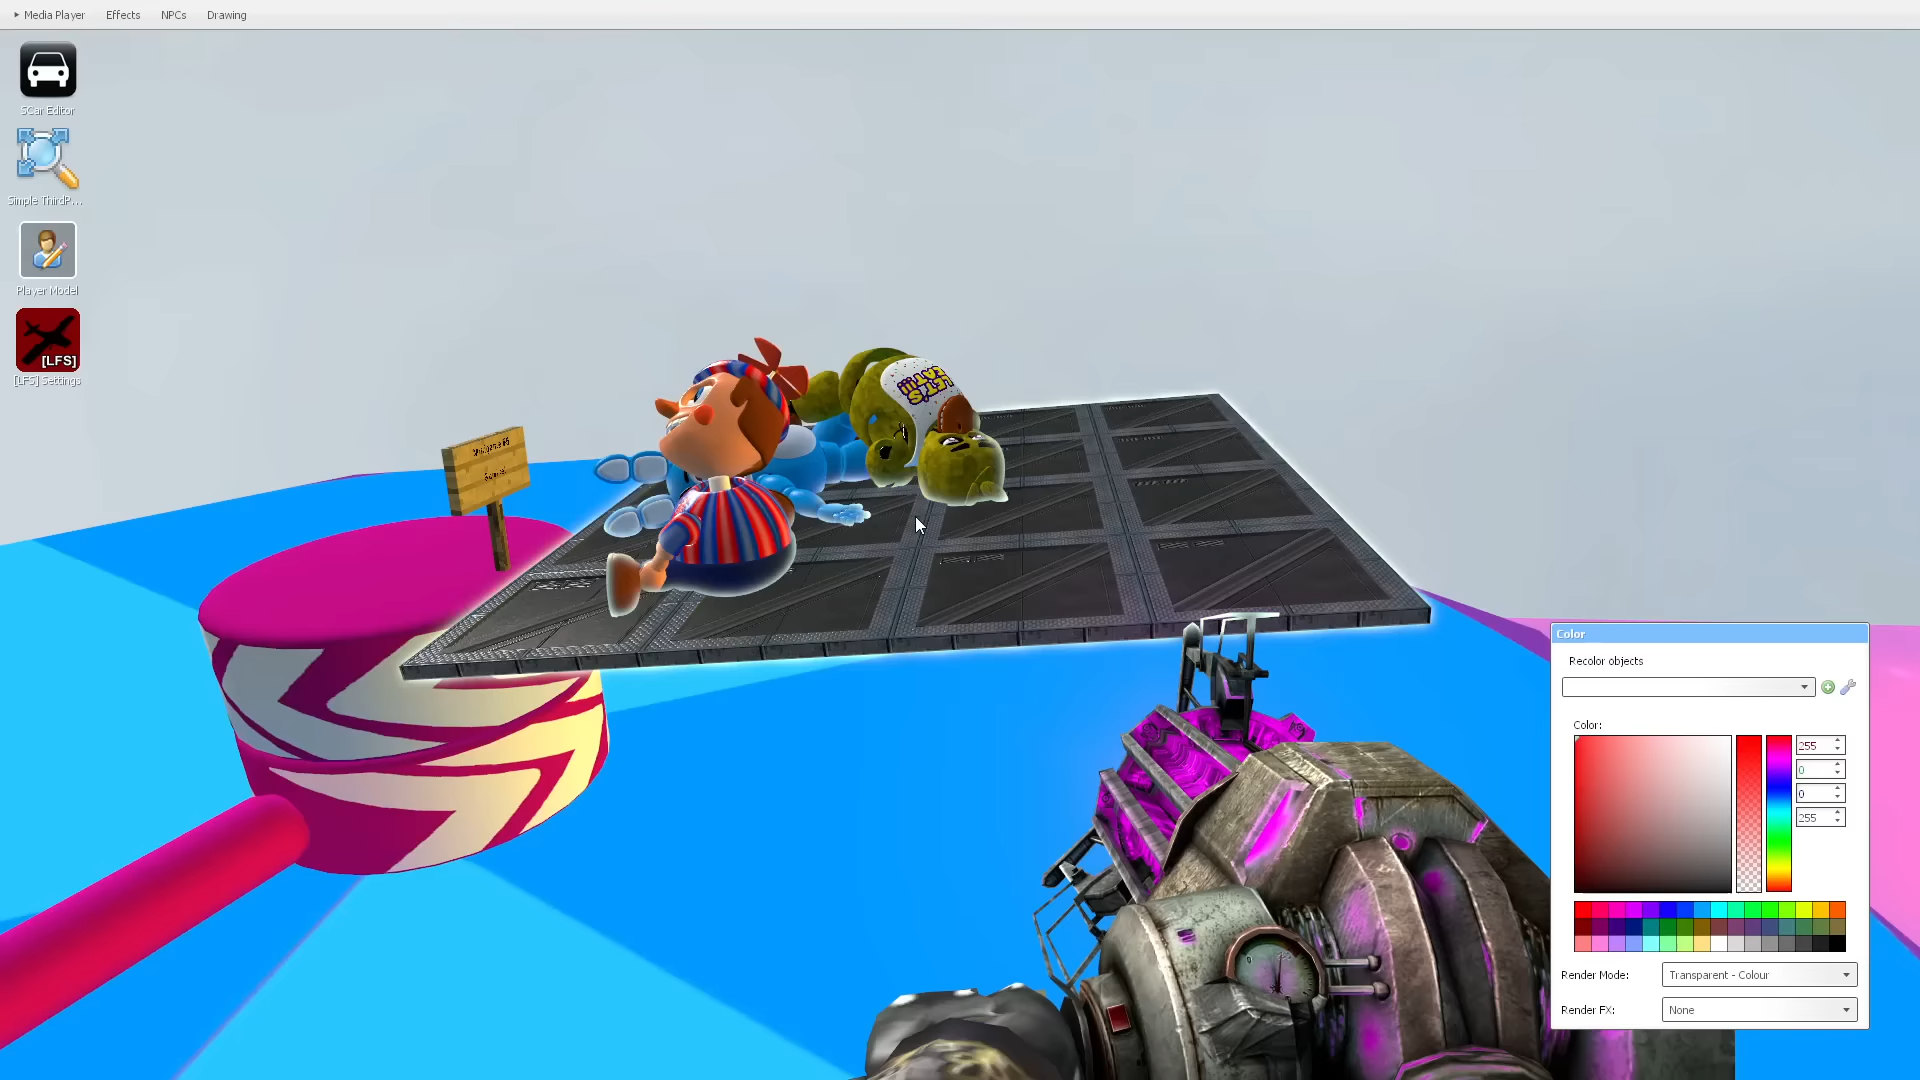 Media Player
Effects
NPCs
Drawing
SCar Editor
Simple ThirdP...
Player Model
[LFS]
[LFS] Settings
LET'S
EAT!!!
Color
Recolor objects
Color:
255
0
0
255
Render Mode:
Transparent - Colour
Render FX:
None